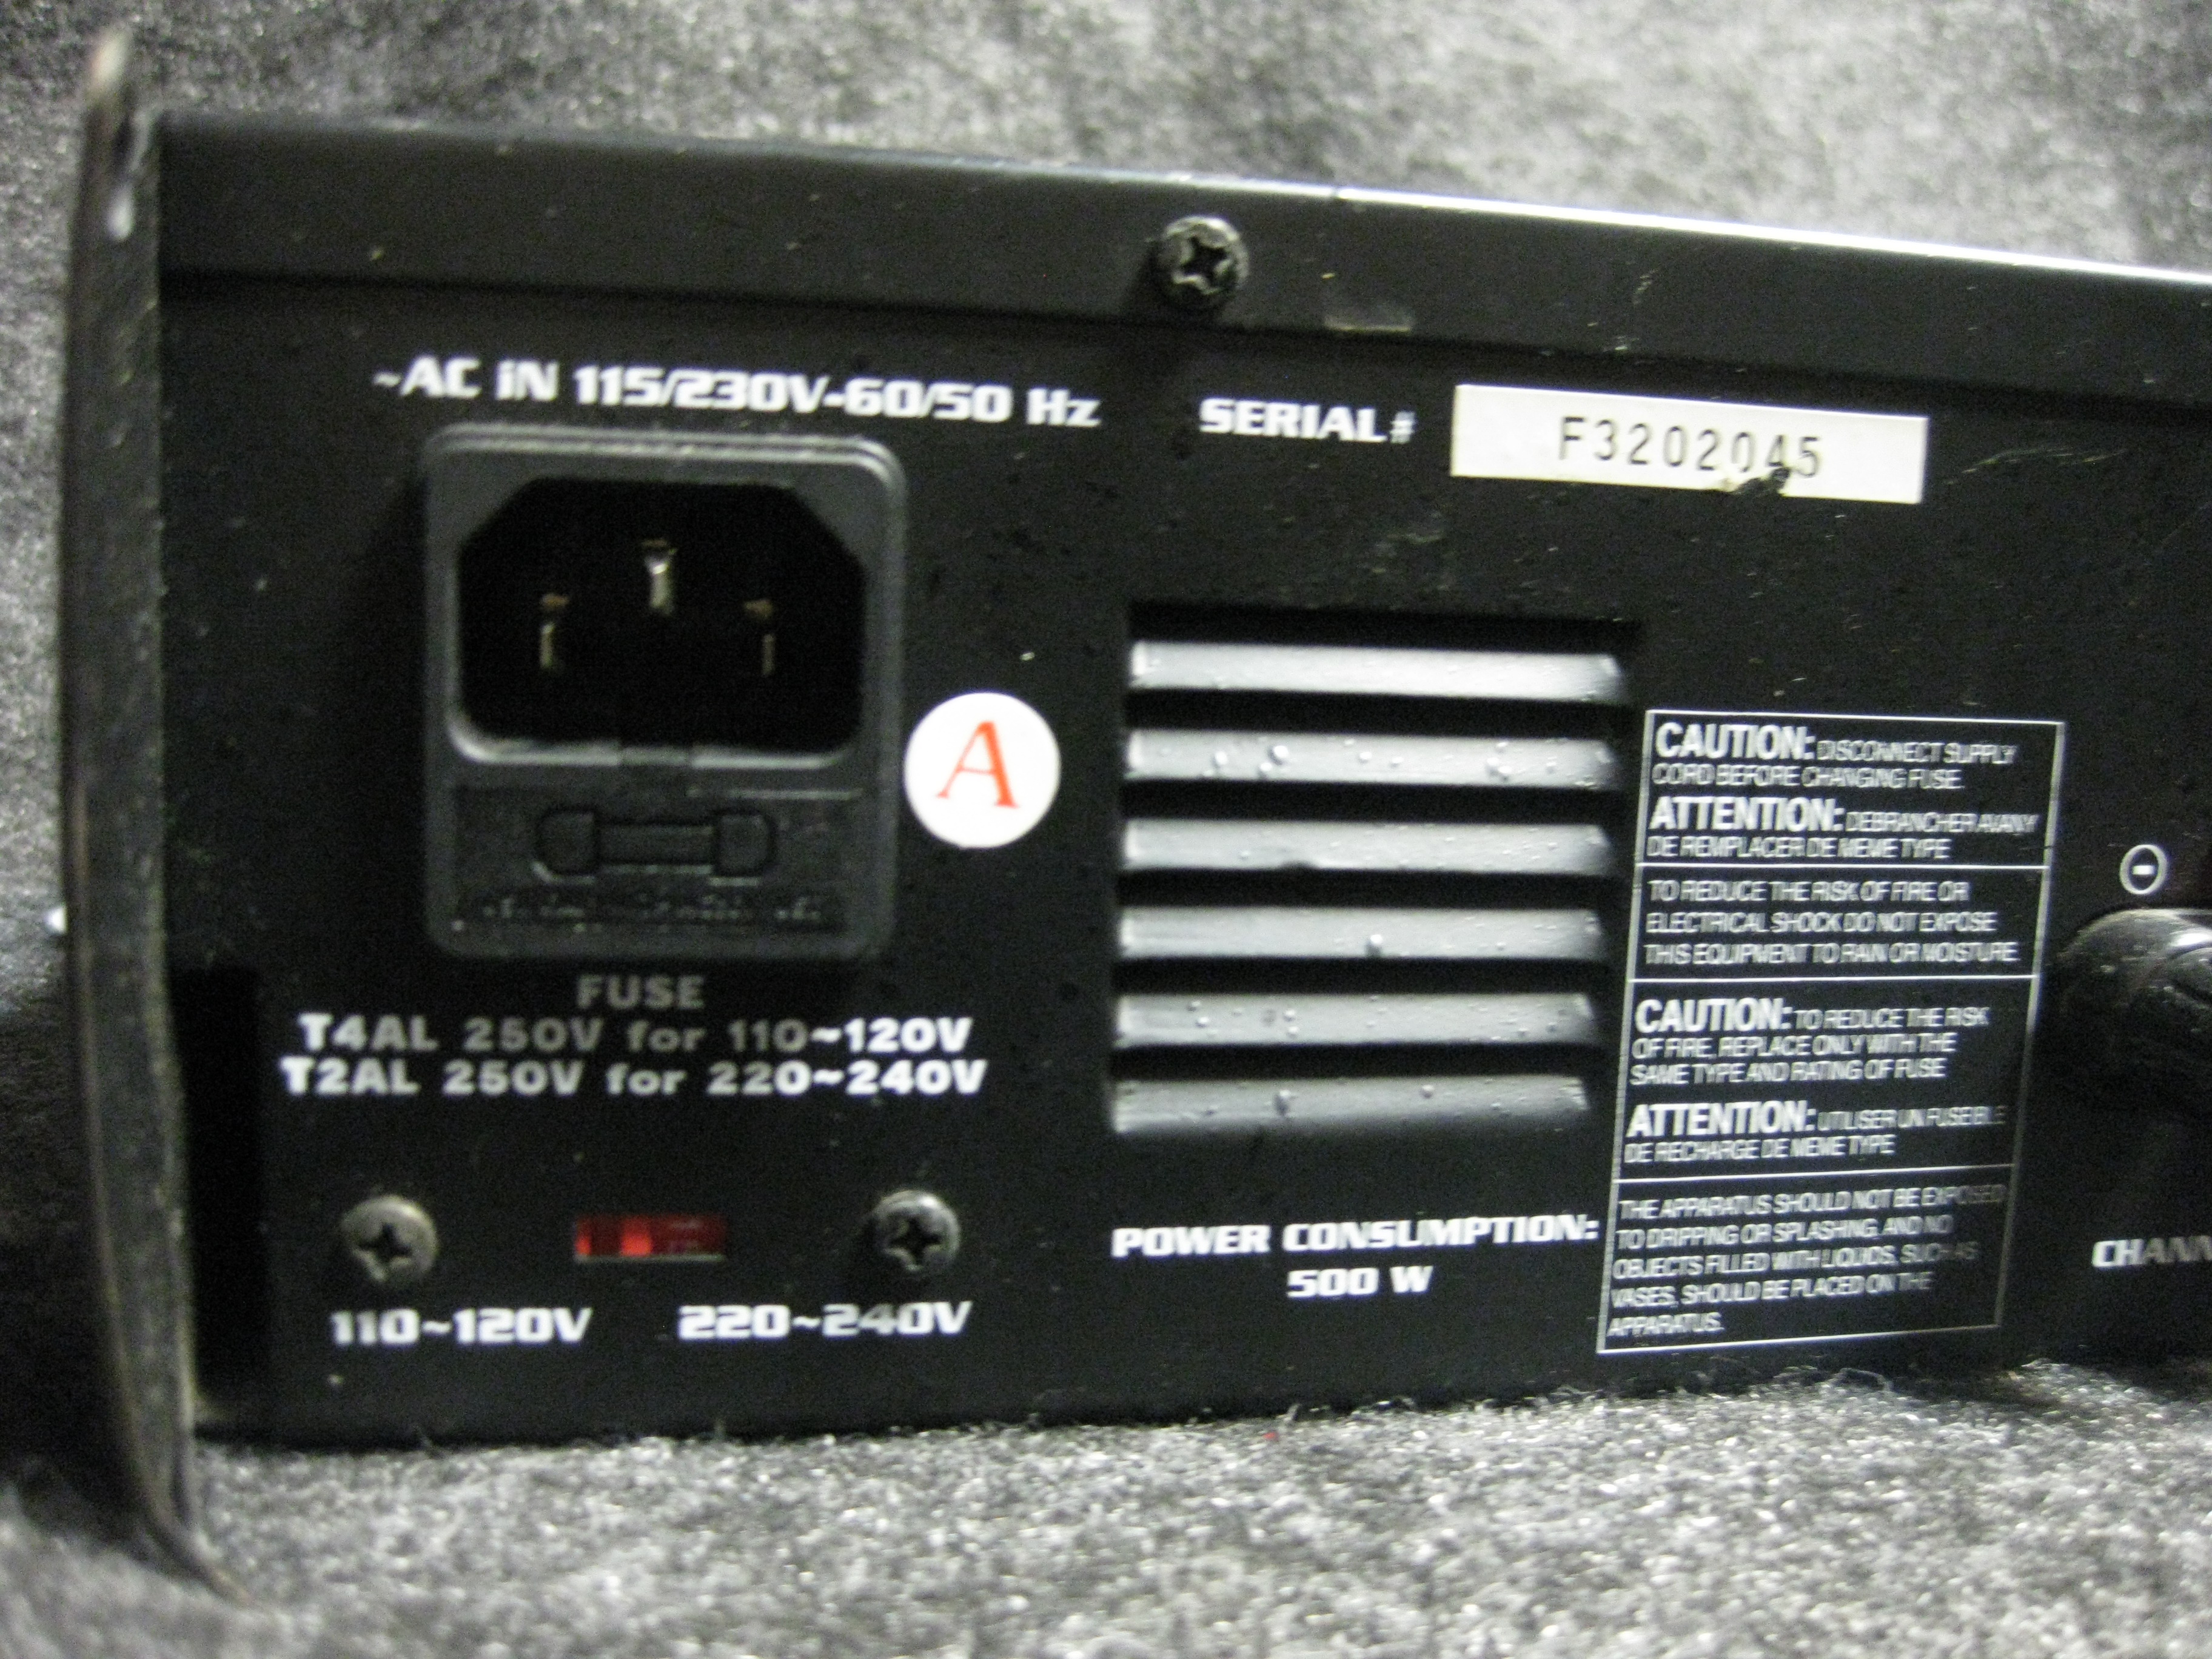 ~AC iN 115/230V-60/50 Hz
SERIAL#
F3202045
A
FUSE
T4AL 250V for 110~120V
T2AL 250V for 220~240V
110~120V
220~240V
POWER CONSUMPTION:
500 W
CAUTION: DISCONNECT SUPPLY
CORD BEFORE CHANGING FUSE.
ATTENTION: DEBRANCHER AVANY
DE REMPLACER DE MEME TYPE
TO REDUCE THE RISK OF FIRE OR
ELECTRICAL SHOCK DO NOT EXPOSE
THIS EQUIPMENT TO RAIN OR MOISTURE.
CAUTION: TO REDUCE THE RISK
OF FIRE, REPLACE ONLY WITH THE
SAME TYPE AND RATING OF FUSE
ATTENTION: UTILISER UN FUSEIBLE
DE RECHARGE DE MEME TYPE
THE APPARATUS SHOULD NOT BE EXPOSED
TO DRIPPING OR SPLASHING, AND NO
OBJECTS FILLED WITH LIQUIDS, SUCH AS
VASES, SHOULD BE PLACED ON THE
APPARATUS.
CHANN